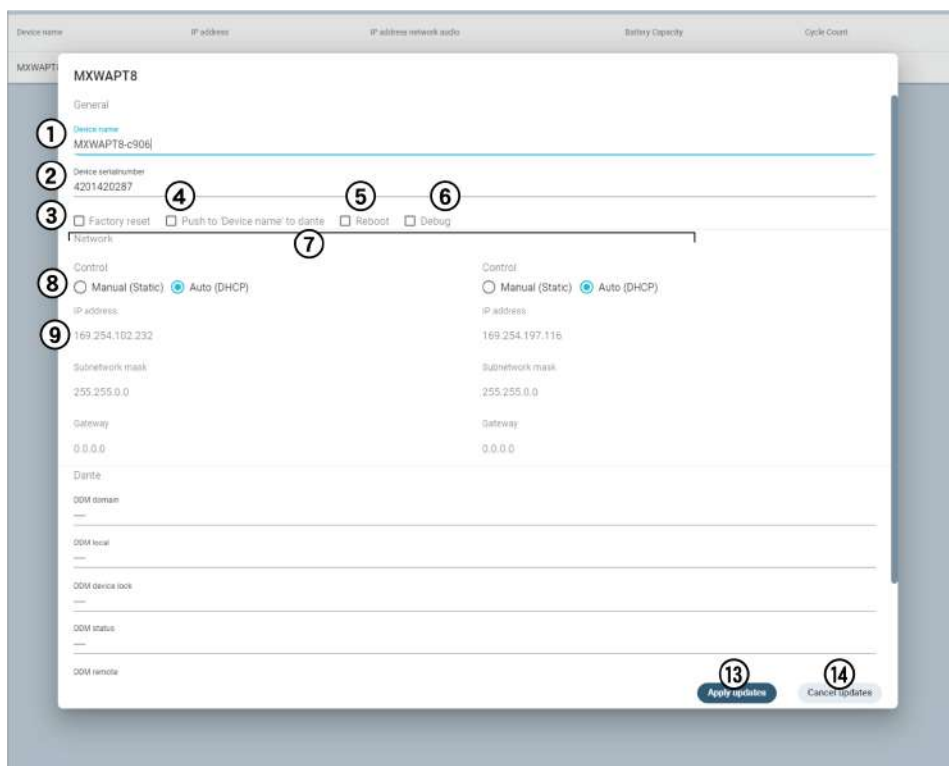 Device name IP address IP address network audio Battery Capacity Cycle Count
MXWAPT8
MXWAPT8
General
① Device name
MXWAPT8-c906
② Device serialnumber
4201420287
④ ⑤ ⑥
③ Factory reset Push to 'Device name' to dante Reboot Debug
⑦
Network
Control Control
⑧ Manual (Static) Auto (DHCP) Manual (Static) Auto (DHCP)
IP address IP address
⑨ 169.254.102.232 169.254.197.116
Subnetwork mask Subnetwork mask
255.255.0.0 255.255.0.0
Gateway Gateway
0.0.0.0 0.0.0.0
Dante
DDM domain
—
DDM local
—
DDM device lock
—
DDM status
—
DDM remote
⑬ ⑭
Apply updates Cancel updates